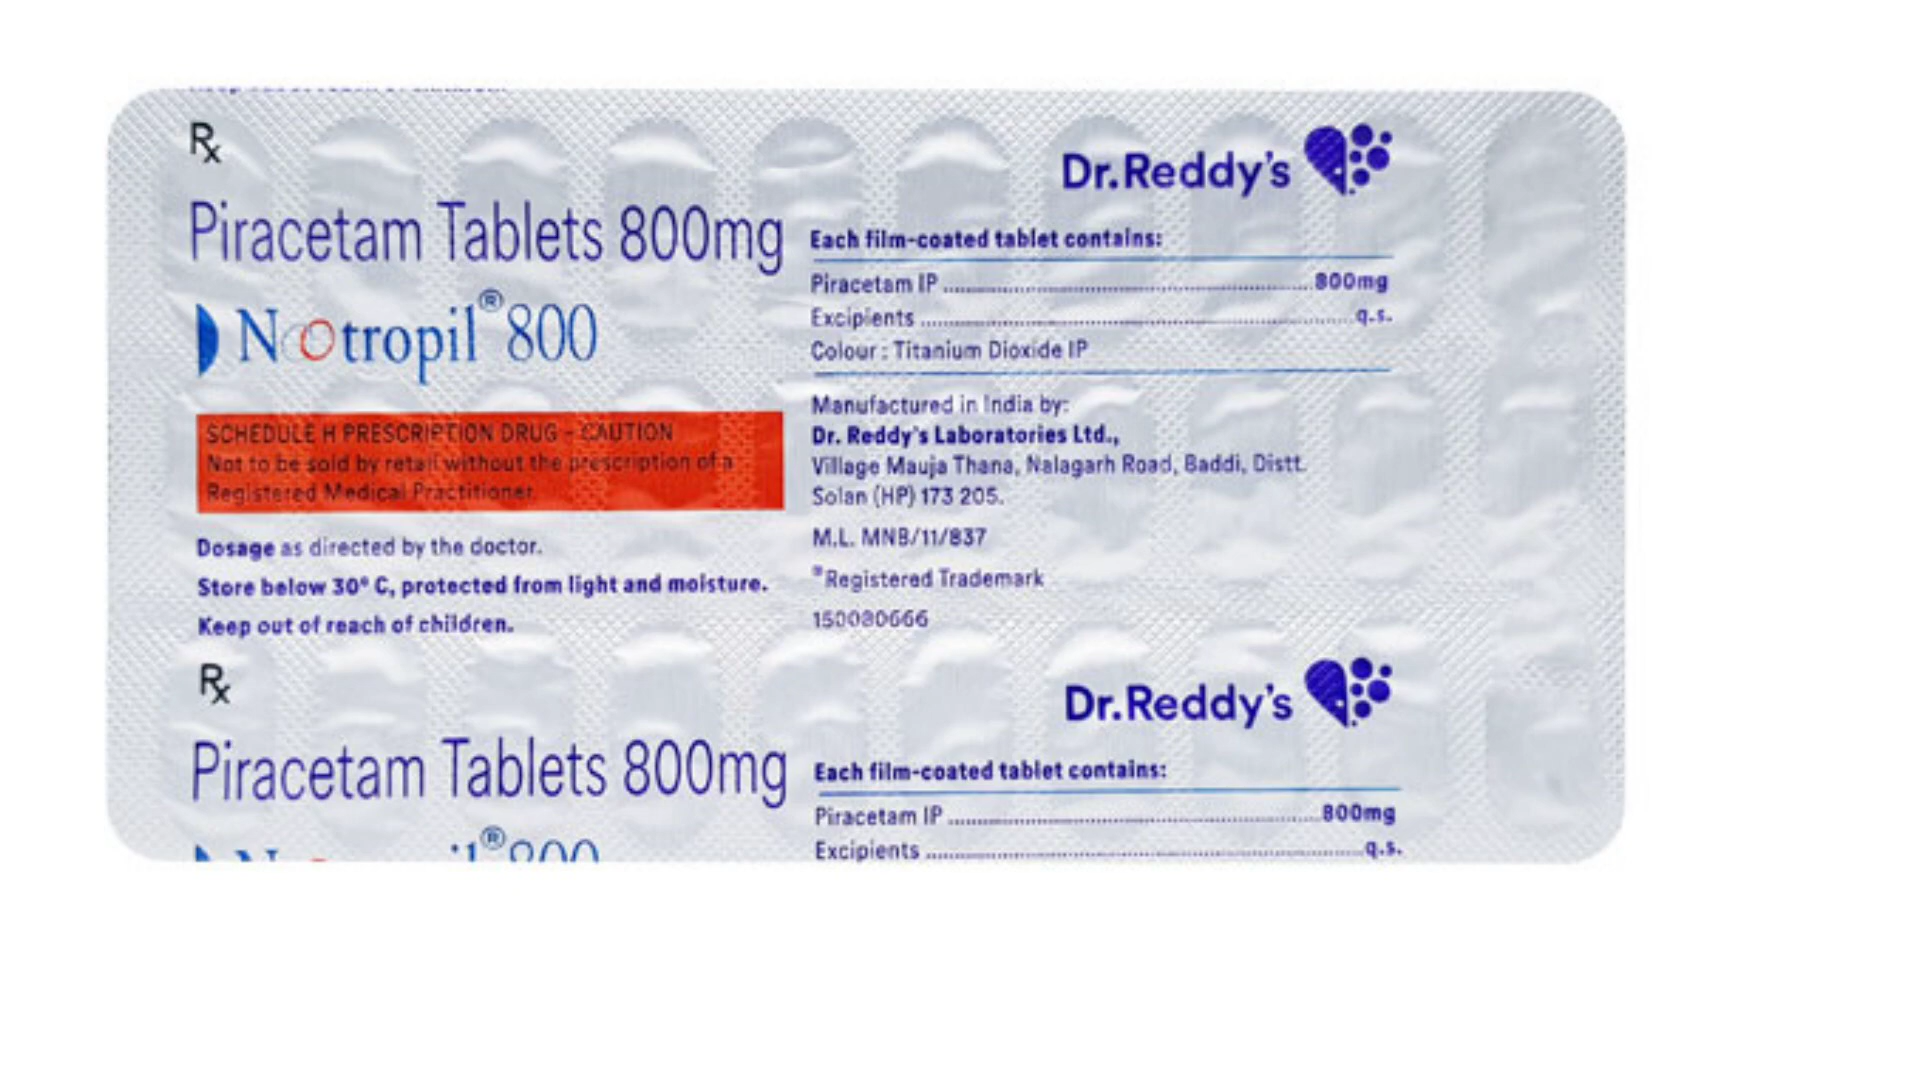 Rx
Piracetam Tablets 800mg
Nootropil® 800
SCHEDULE H PRESCRIPTION DRUG - CAUTION
Not to be sold by retail without the prescription of a
Registered Medical Practitioner.
Dosage as directed by the doctor.
Store below 30° C, protected from light and moisture.
Keep out of reach of children.
Dr.Reddy's
Each film-coated tablet contains:
Piracetam IP ........ 800mg
Excipients ........ q.s.
Colour : Titanium Dioxide IP
Manufactured in India by:
Dr. Reddy's Laboratories Ltd.,
Village Mauja Thana, Nalagarh Road, Baddi, Distt.
Solan (HP) 173 205.
M.L. MNB/11/837
®Registered Trademark
150080666
Rx
Piracetam Tablets 800mg
Dr.Reddy's
Each film-coated tablet contains:
Piracetam IP ........ 800mg
Excipients ........ q.s.